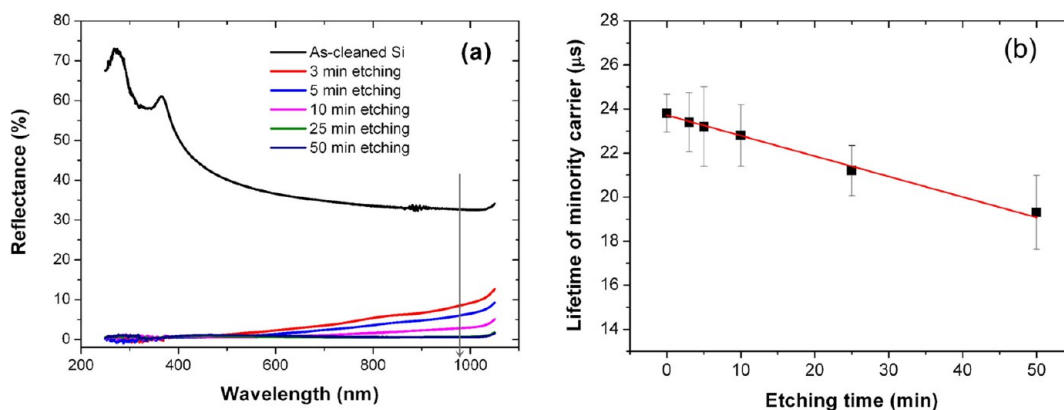 80
70
60
50
40
30
20
10
0
Reflectance (%)
200 400 600 800 1000
Wavelength (nm)
(a)
As-cleaned Si
3 min etching
5 min etching
10 min etching
25 min etching
50 min etching
28
26
24
22
20
18
16
14
Lifetime of minority carrier (μs)
0 10 20 30 40 50
Etching time (min)
(b)